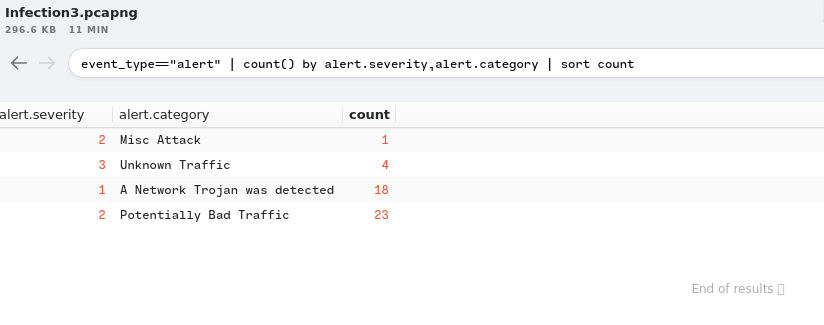 Infection3.pcapng
296.6 KB 11 MIN
event_type=="alert" | count() by alert.severity,alert.category | sort count
alert.severity alert.category count
2 Misc Attack 1
3 Unknown Traffic 4
1 A Network Trojan was detected 18
2 Potentially Bad Traffic 23
End of results